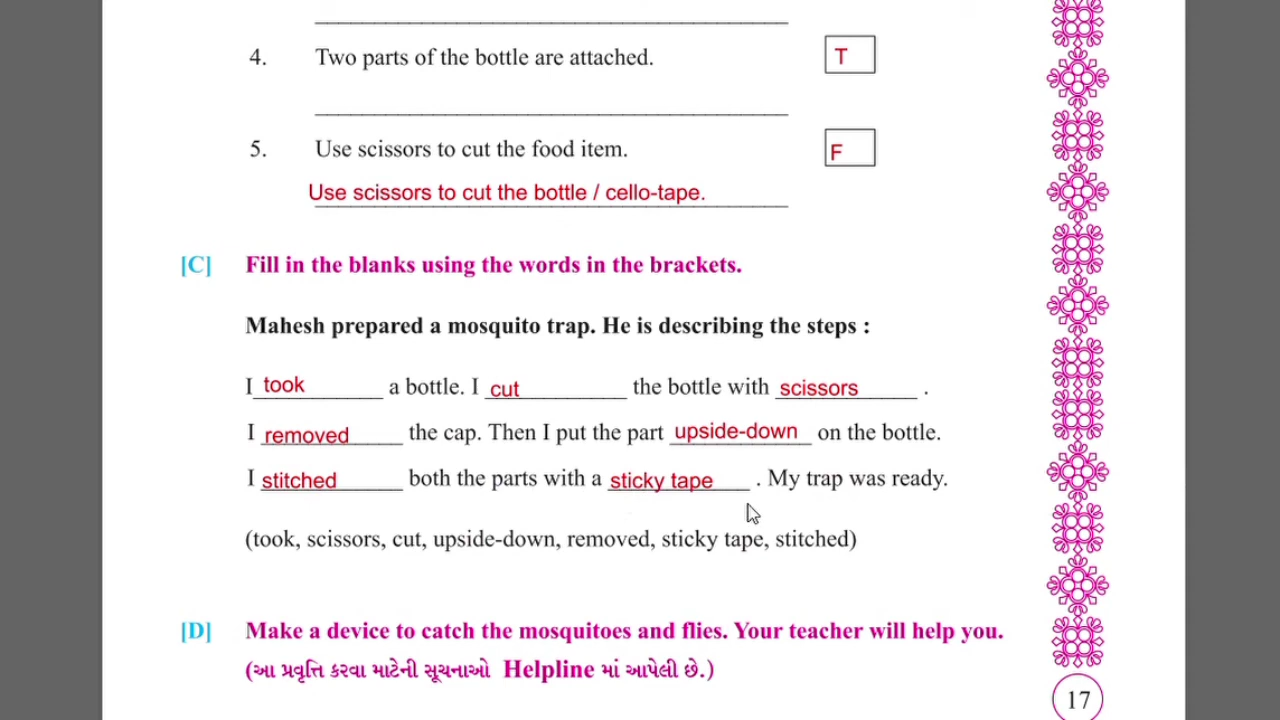 4. Two parts of the bottle are attached. T
5. Use scissors to cut the food item. F
Use scissors to cut the bottle / cello-tape.
[C] Fill in the blanks using the words in the brackets.
Mahesh prepared a mosquito trap. He is describing the steps :
I took a bottle. I cut the bottle with scissors .
I removed the cap. Then I put the part upside-down on the bottle.
I stitched both the parts with a sticky tape . My trap was ready.
(took, scissors, cut, upside-down, removed, sticky tape, stitched)
[D] Make a device to catch the mosquitoes and flies. Your teacher will help you.
(આ પ્રવૃત્તિ કરવા માટેની સૂચનાઓ Helpline માં આપેલી છે.)
17